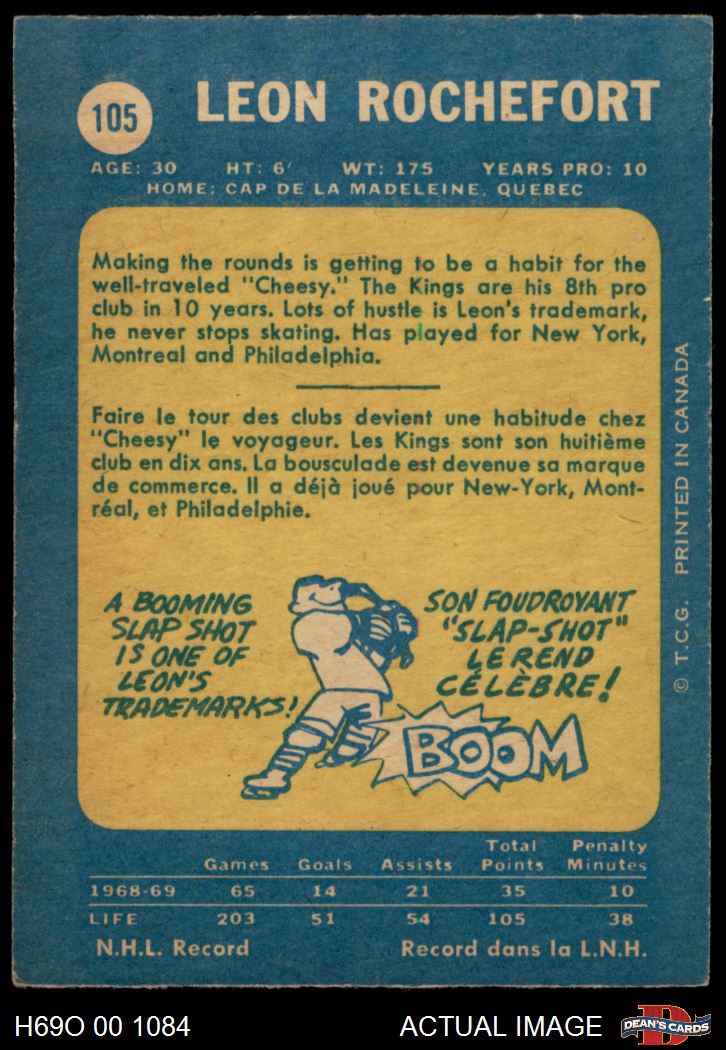 105 LEON ROCHEFORT
AGE: 30 HT: 6' WT: 175 YEARS PRO: 10
HOME: CAP DE LA MADELEINE, QUEBEC
Making the rounds is getting to be a habit for the
well-traveled "Cheesy." The Kings are his 8th pro
club in 10 years. Lots of hustle is Leon's trademark,
he never stops skating. Has played for New York,
Montreal and Philadelphia.
Faire le tour des clubs devient une habitude chez
"Cheesy" le voyageur. Les Kings sont son huitième
club en dix ans. La bousculade est devenue sa marque
de commerce. Il a déjà joué pour New-York, Mont-
réal, et Philadelphie.
A BOOMING
SLAP SHOT
IS ONE OF
LEON'S
TRADEMARKS!
SON FOUDROYANT
"SLAP-SHOT"
LE REND
CÉLÈBRE!
BOOM
© T.C.G. PRINTED IN CANADA
Total Penalty
Games Goals Assists Points Minutes
1968-69 65 14 21 35 10
LIFE 203 51 54 105 38
N.H.L. Record Record dans la L.N.H.
H69O 00 1084 ACTUAL IMAGE
D
DEAN'S CARDS